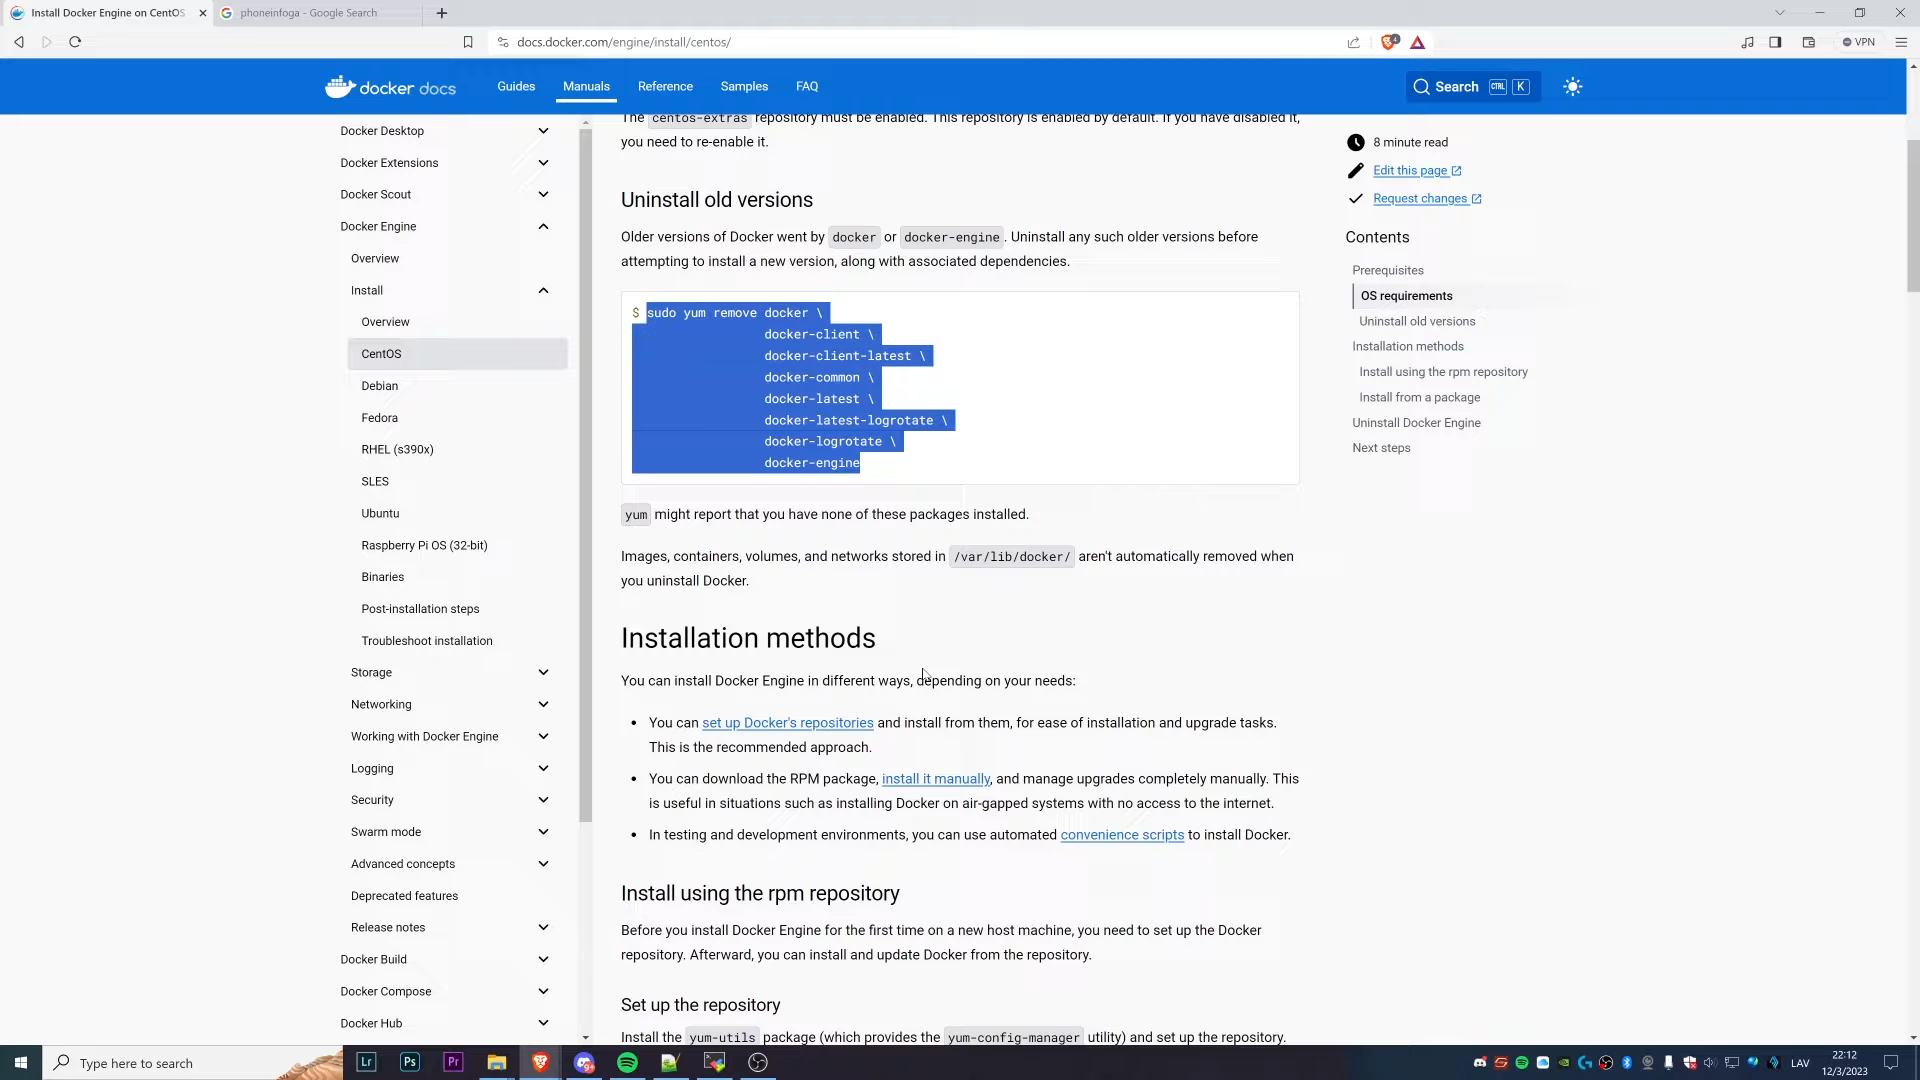 Install Docker Engine on CentOS
phoneinfoga - Google Search
docs.docker.com/engine/install/centos/
4
VPN
docker docs
Guides
Manuals
Reference
Samples
FAQ
Search CTRL K
Docker Desktop
Docker Extensions
Docker Scout
Docker Engine
Overview
Install
Overview
CentOS
Debian
Fedora
RHEL (s390x)
SLES
Ubuntu
Raspberry Pi OS (32-bit)
Binaries
Post-installation steps
Troubleshoot installation
Storage
Networking
Working with Docker Engine
Logging
Security
Swarm mode
Advanced concepts
Deprecated features
Release notes
Docker Build
Docker Compose
Docker Hub
The centos-extras repository must be enabled. This repository is enabled by default. If you have disabled it,
you need to re-enable it.
Uninstall old versions
Older versions of Docker went by docker or docker-engine. Uninstall any such older versions before
attempting to install a new version, along with associated dependencies.
$ sudo yum remove docker \
docker-client \
docker-client-latest \
docker-common \
docker-latest \
docker-latest-logrotate \
docker-logrotate \
docker-engine
yum might report that you have none of these packages installed.
Images, containers, volumes, and networks stored in /var/lib/docker/ aren't automatically removed when
you uninstall Docker.
Installation methods
You can install Docker Engine in different ways, depending on your needs:
• You can set up Docker's repositories and install from them, for ease of installation and upgrade tasks.
This is the recommended approach.
• You can download the RPM package, install it manually, and manage upgrades completely manually. This
is useful in situations such as installing Docker on air-gapped systems with no access to the internet.
• In testing and development environments, you can use automated convenience scripts to install Docker.
Install using the rpm repository
Before you install Docker Engine for the first time on a new host machine, you need to set up the Docker
repository. Afterward, you can install and update Docker from the repository.
Set up the repository
Install the yum-utils package (which provides the yum-config-manager utility) and set up the repository.
8 minute read
Edit this page
Request changes
Contents
Prerequisites
OS requirements
Uninstall old versions
Installation methods
Install using the rpm repository
Install from a package
Uninstall Docker Engine
Next steps
Type here to search
Lr
Ps
Pr
LAV
22:12
12/3/2023